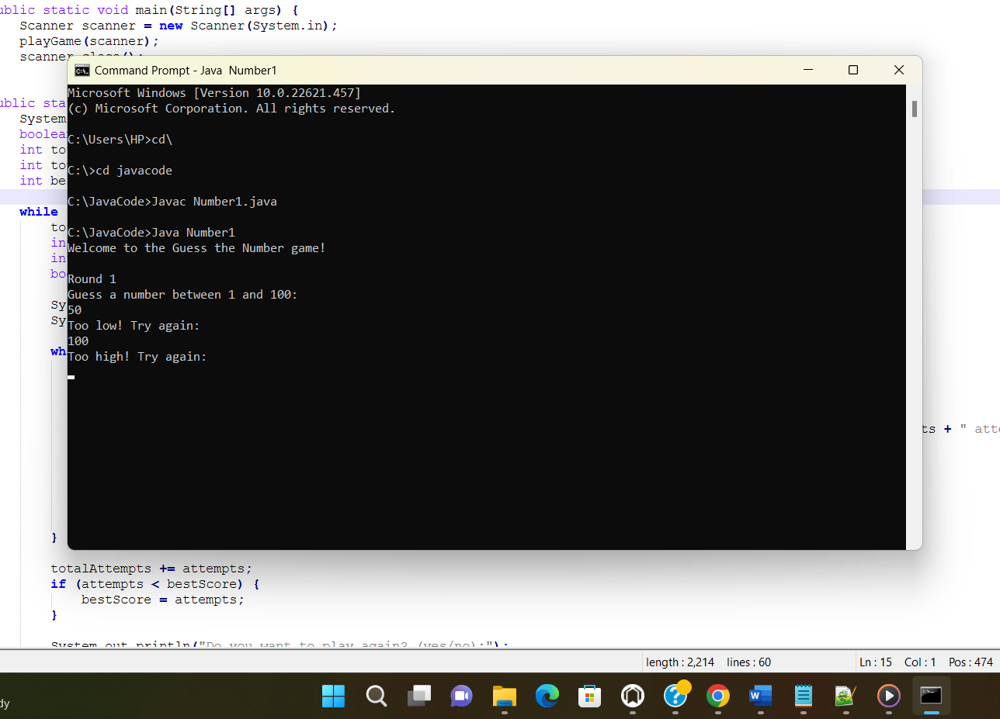 ublic static void main(String[] args) {
Scanner scanner = new Scanner(System.in);
playGame(scanner);
scanner.close();
Command Prompt - Java Number1
Microsoft Windows [Version 10.0.22621.457]
(c) Microsoft Corporation. All rights reserved.
C:\Users\HP>cd\
C:\>cd javacode
C:\JavaCode>Javac Number1.java
C:\JavaCode>Java Number1
Welcome to the Guess the Number game!
Round 1
Guess a number between 1 and 100:
50
Too low! Try again:
100
Too high! Try again:
ublic sta
System
boolea
int to
int to
int be
while
to
in
in
bo
Sy
Sy
wh
ts + " att
}
totalAttempts += attempts;
if (attempts < bestScore) {
bestScore = attempts;
}
System.out.println("Do you want to play again? (yes/no):");
length : 2,214 lines : 60
Ln : 15 Col : 1 Pos : 474
dy